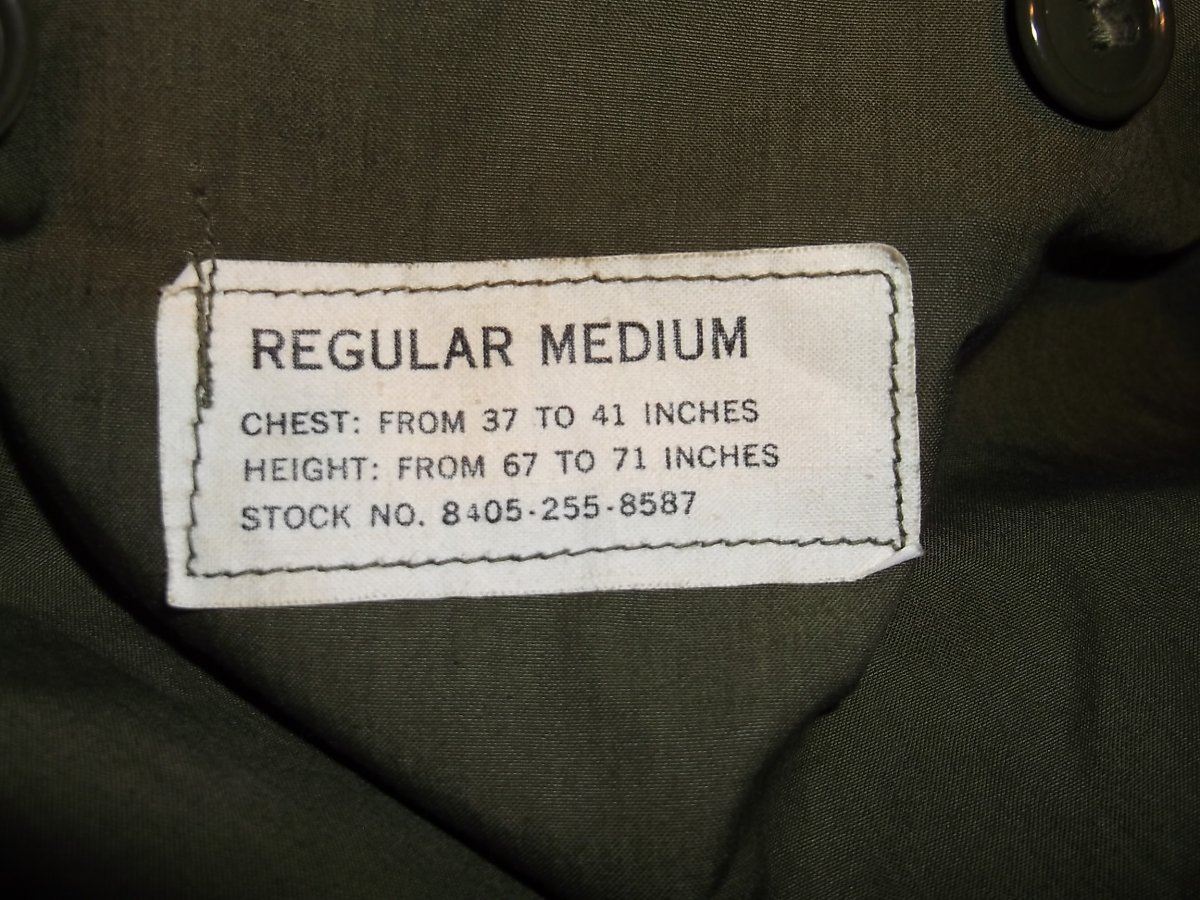 REGULAR MEDIUM
CHEST: FROM 37 TO 41 INCHES
HEIGHT: FROM 67 TO 71 INCHES
STOCK NO. 8405-255-8587